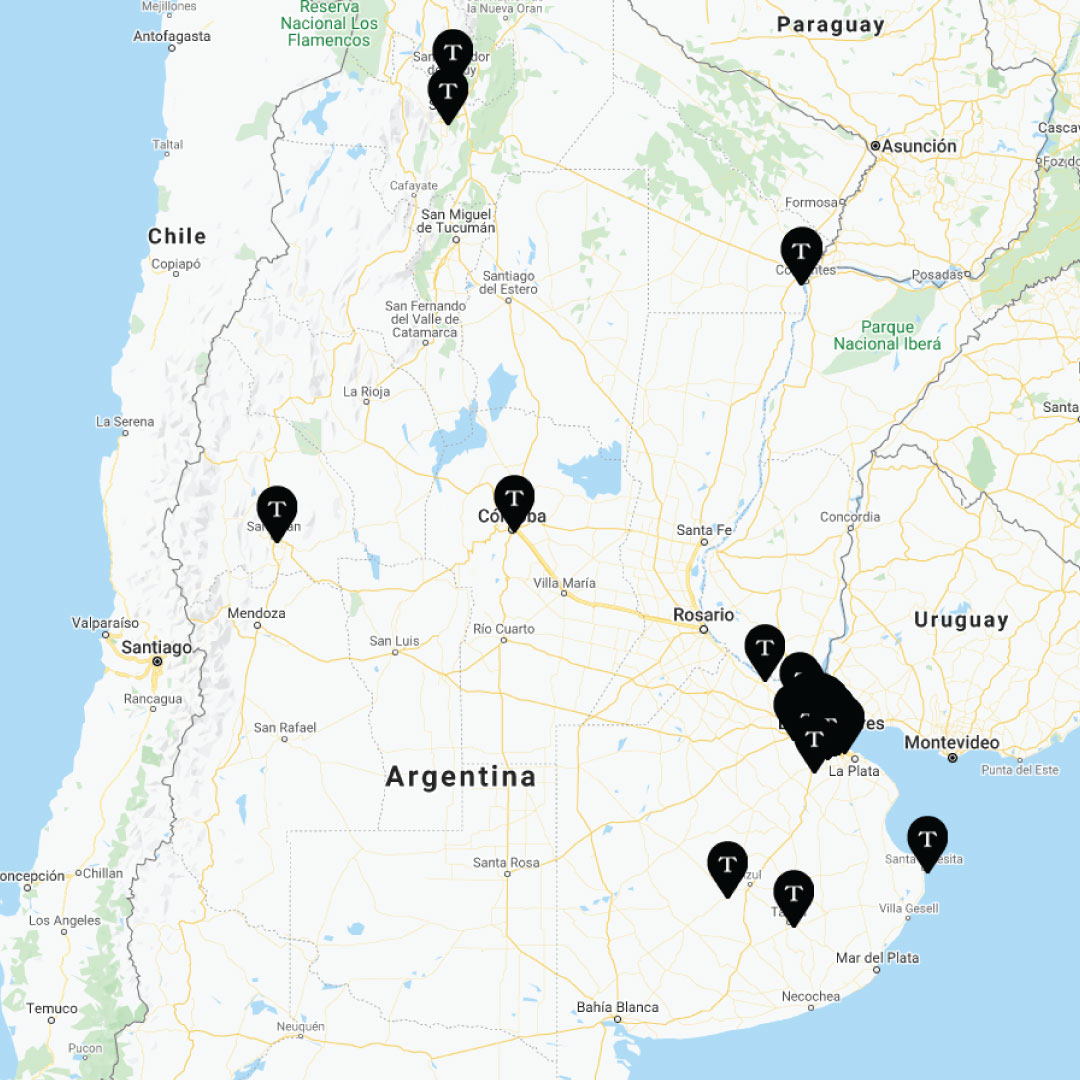 Mejillones
Antofagasta
Reserva
Nacional Los
Flamencos
la Nueva Oran
Paraguay
T
T
Taltal
Asunción
Cafayate
Formosa
San Miguel
de Tucumán
Chile
Copiapó
T
Posadas
Santiago
del Estero
San Fernando
del Valle de
Catamarca
Parque
Nacional Iberá
La Rioja
La Serena
Santa
T
T
Concordia
Santa Fe
Villa María
Mendoza
Rosario
Uruguay
Valparaíso
Río Cuarto
San Luis
Santiago
T
Rancagua
San Rafael
res
T
Montevideo
La Plata
Punta del Este
Argentina
T
Santa Rosa
T
T
Chillan
oncepción
Los Angeles
Villa Gesell
Mar del Plata
Necochea
Bahía Blanca
Temuco
Neuquén
Pucon